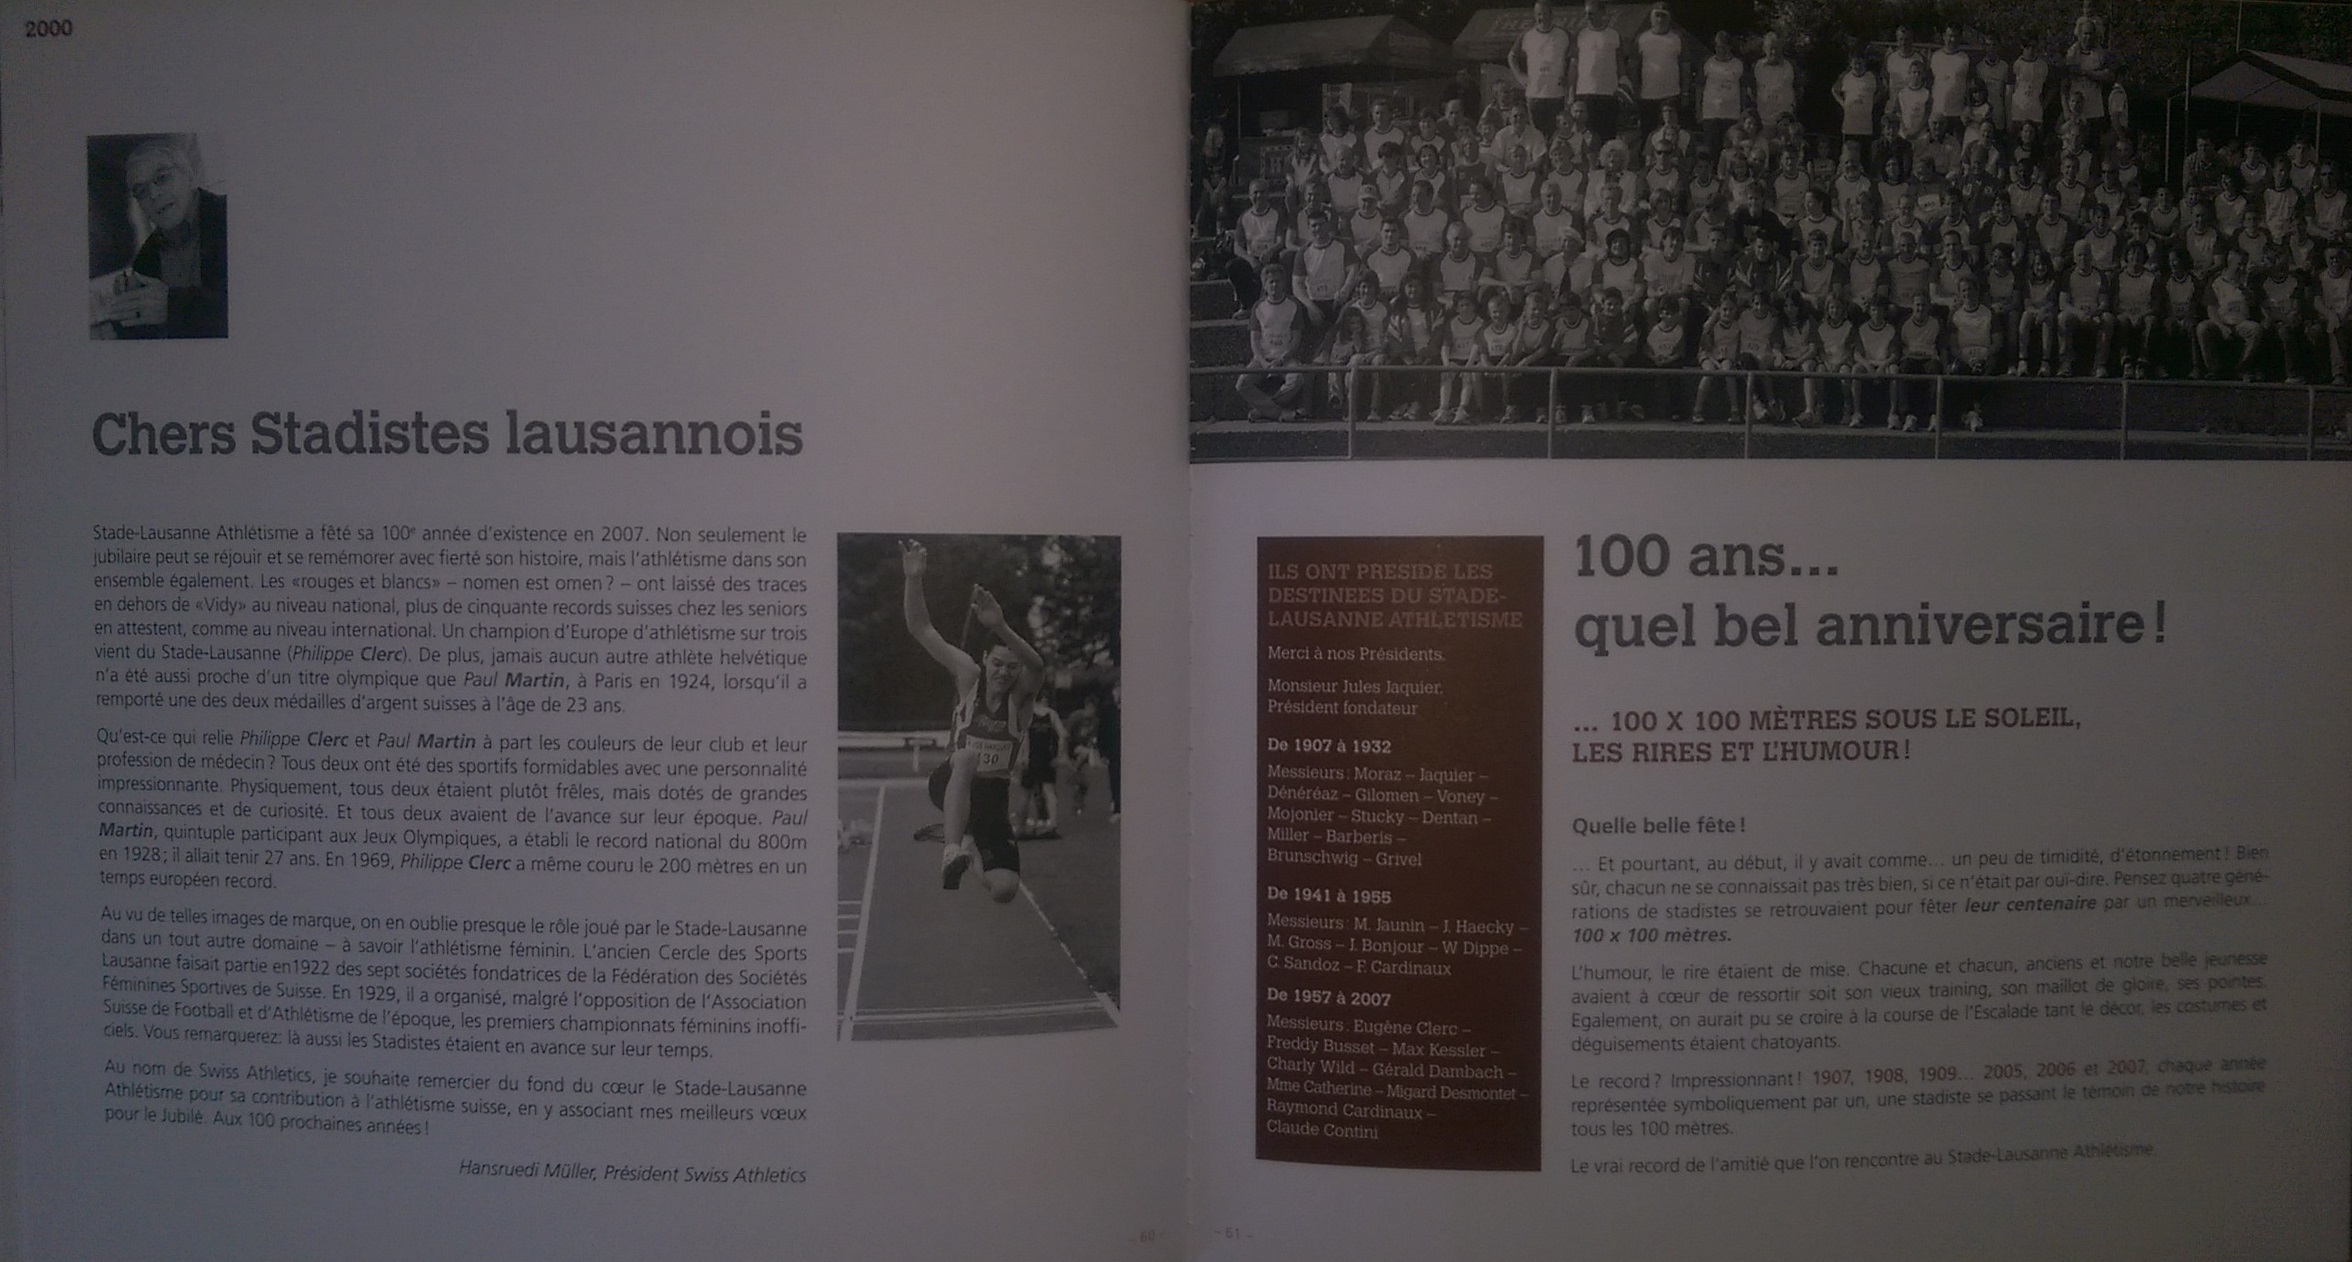 2000
Chers Stadistes lausannois
Stade-Lausanne Athlétisme a fêté sa 100e année d'existence en 2007. Non seulement le
jubilaire peut se réjouir et se remémorer avec fierté son histoire, mais l'athlétisme dans son
ensemble également. Les «rouges et blancs» – nomen est omen? – ont laissé des traces
en dehors de «Vidy» au niveau national, plus de cinquante records suisses chez les seniors
en attestent, comme au niveau international. Un champion d'Europe d'athlétisme sur trois
vient du Stade-Lausanne (Philippe Clerc). De plus, jamais aucun autre athlète helvétique
n'a été aussi proche d'un titre olympique que Paul Martin, à Paris en 1924, lorsqu'il a
remporté une des deux médailles d'argent suisses à l'âge de 23 ans.
Qu'est-ce qui relie Philippe Clerc et Paul Martin à part les couleurs de leur club et leur
profession de médecin? Tous deux ont été des sportifs formidables avec une personnalité
impressionnante. Physiquement, tous deux étaient plutôt frêles, mais dotés de grandes
connaissances et de curiosité. Et tous deux avaient de l'avance sur leur époque. Paul
Martin, quintuple participant aux Jeux Olympiques, a établi le record national du 800m
en 1928; il allait tenir 27 ans. En 1969, Philippe Clerc a même couru le 200 mètres en un
temps européen record.
Au vu de telles images de marque, on en oublie presque le rôle joué par le Stade-Lausanne
dans un tout autre domaine – à savoir l'athlétisme féminin. L'ancien Cercle des Sports
Lausanne faisait partie en1922 des sept sociétés fondatrices de la Fédération des Sociétés
Féminines Sportives de Suisse. En 1929, il a organisé, malgré l'opposition de l'Association
Suisse de Football et d'Athlétisme de l'époque, les premiers championnats féminins inoffi-
ciels. Vous remarquerez: là aussi les Stadistes étaient en avance sur leur temps.
Au nom de Swiss Athletics, je souhaite remercier du fond du cœur le Stade-Lausanne
Athlétisme pour sa contribution à l'athlétisme suisse, en y associant mes meilleurs vœux
pour le Jubilé. Aux 100 prochaines années!
Hansruedi Müller, Président Swiss Athletics
130
– 60 –
ILS ONT PRESIDE LES
DESTINEES DU STADE-
LAUSANNE ATHLETISME
Merci à nos Présidents.
Monsieur Jules Jaquier,
Président fondateur
De 1907 à 1932
Messieurs: Moraz – Jaquier –
Dénéréaz – Gilomen – Voney –
Mojonier – Stucky – Dentan –
Miller – Barberis –
Brunschwig – Grivel
De 1941 à 1955
Messieurs: M. Jaunin – J. Haecky –
M. Gross – J. Bonjour – W Dippe –
C. Sandoz – F. Cardinaux
De 1957 à 2007
Messieurs: Eugène Clerc –
Freddy Busset – Max Kessler –
Charly Wild – Gérald Dambach –
Mme Catherine – Migard Desmontet –
Raymond Cardinaux –
Claude Contini
100 ans...
quel bel anniversaire!
... 100 X 100 MÈTRES SOUS LE SOLEIL,
LES RIRES ET L'HUMOUR!
Quelle belle fête!
... Et pourtant, au début, il y avait comme... un peu de timidité, d'étonnement! Bien
sûr, chacun ne se connaissait pas très bien, si ce n'était par ouï-dire. Pensez quatre géné-
rations de stadistes se retrouvaient pour fêter leur centenaire par un merveilleux...
100 x 100 mètres.
L'humour, le rire étaient de mise. Chacune et chacun, anciens et notre belle jeunesse
avaient à cœur de ressortir soit son vieux training, son maillot de gloire, ses pointes.
Egalement, on aurait pu se croire à la course de l'Escalade tant le décor, les costumes et
déguisements étaient chatoyants.
Le record? Impressionnant! 1907, 1908, 1909... 2005, 2006 et 2007, chaque année
représentée symboliquement par un, une stadiste se passant le témoin de notre histoire
tous les 100 mètres.
Le vrai record de l'amitié que l'on rencontre au Stade-Lausanne Athlétisme.
– 61 –